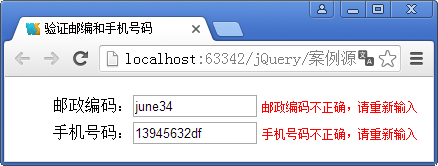 验证邮编和手机号码
localhost:63342/jQuery/案例源
邮政编码： june34 邮政编码不正确，请重新输入
手机号码： 13945632df 手机号码不正确，请重新输入